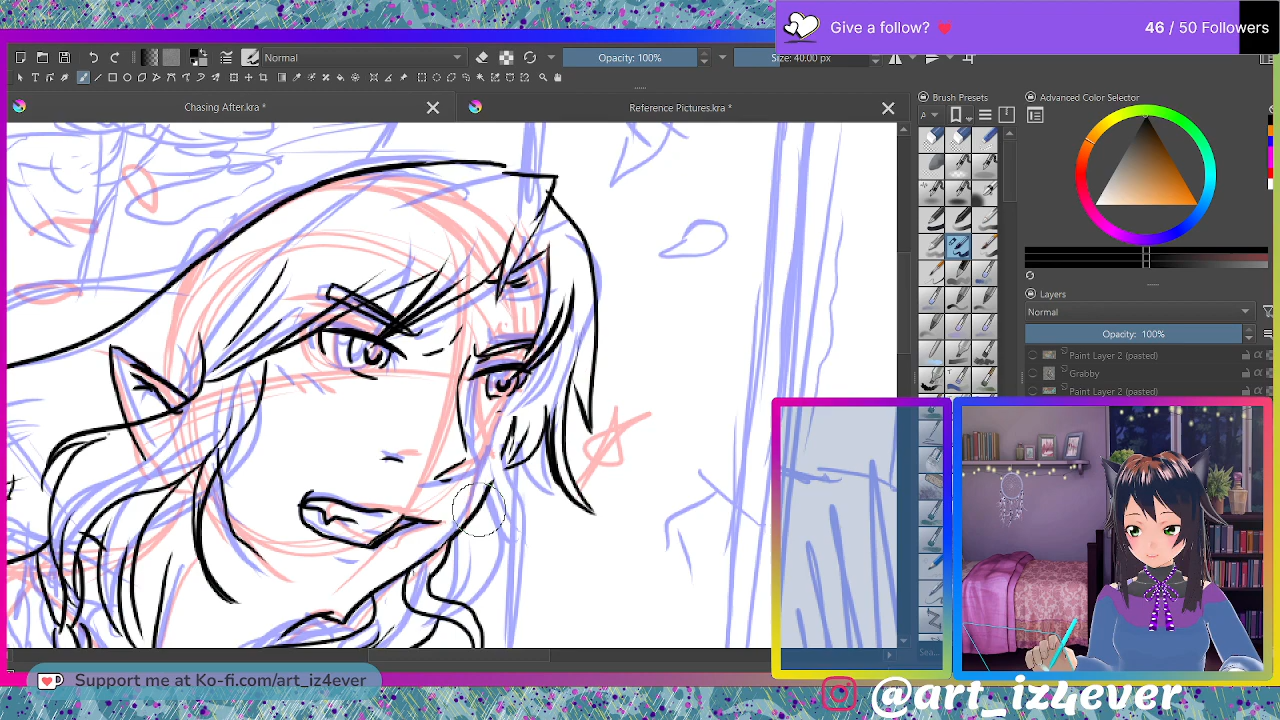 Give a follow? 46 / 50 Followers
Normal
Opacity: 100%
Size: 40.00 px
Chasing After.kra *
Reference Pictures.kra *
Brush Presets
Advanced Color Selector
A
Layers
Normal
Opacity: 100%
Paint Layer 2 (pasted)
Grabby
Paint Layer 2 (pasted)
Sea...
Support me at Ko-fi.com/art_iz4ever
@art_iz4ever